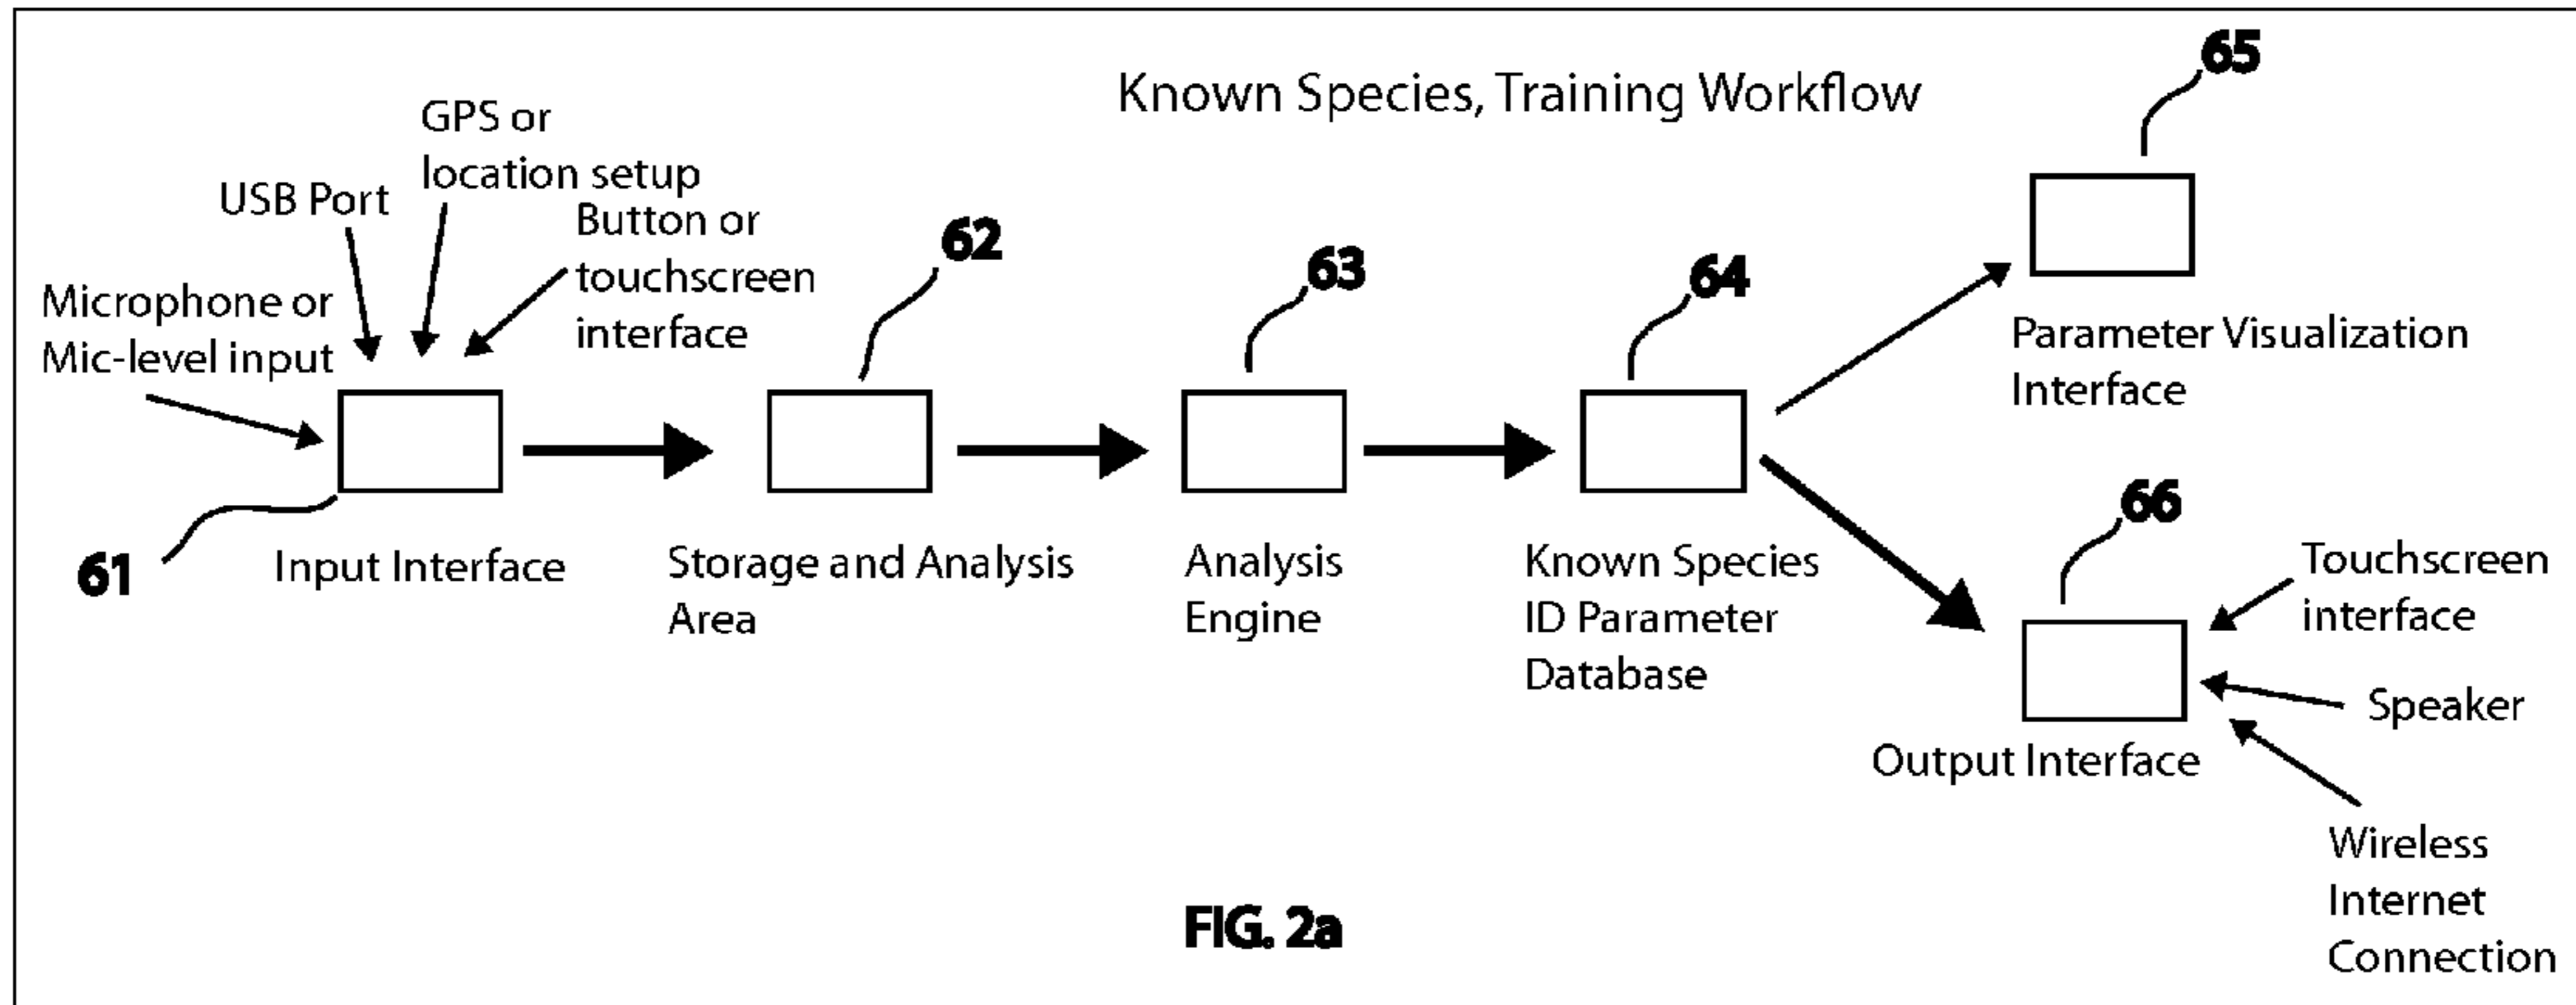 Known Species, Training Workflow
65
GPS or
location setup
USB Port
Button or
touchscreen
interface
Microphone or
Mic-level input
62
63
64
Parameter Visualization
Interface
61
Input Interface
Storage and Analysis
Area
Analysis
Engine
Known Species
ID Parameter
Database
66
Touchscreen
interface
Speaker
Output Interface
Wireless
Internet
Connection
FIG. 2a